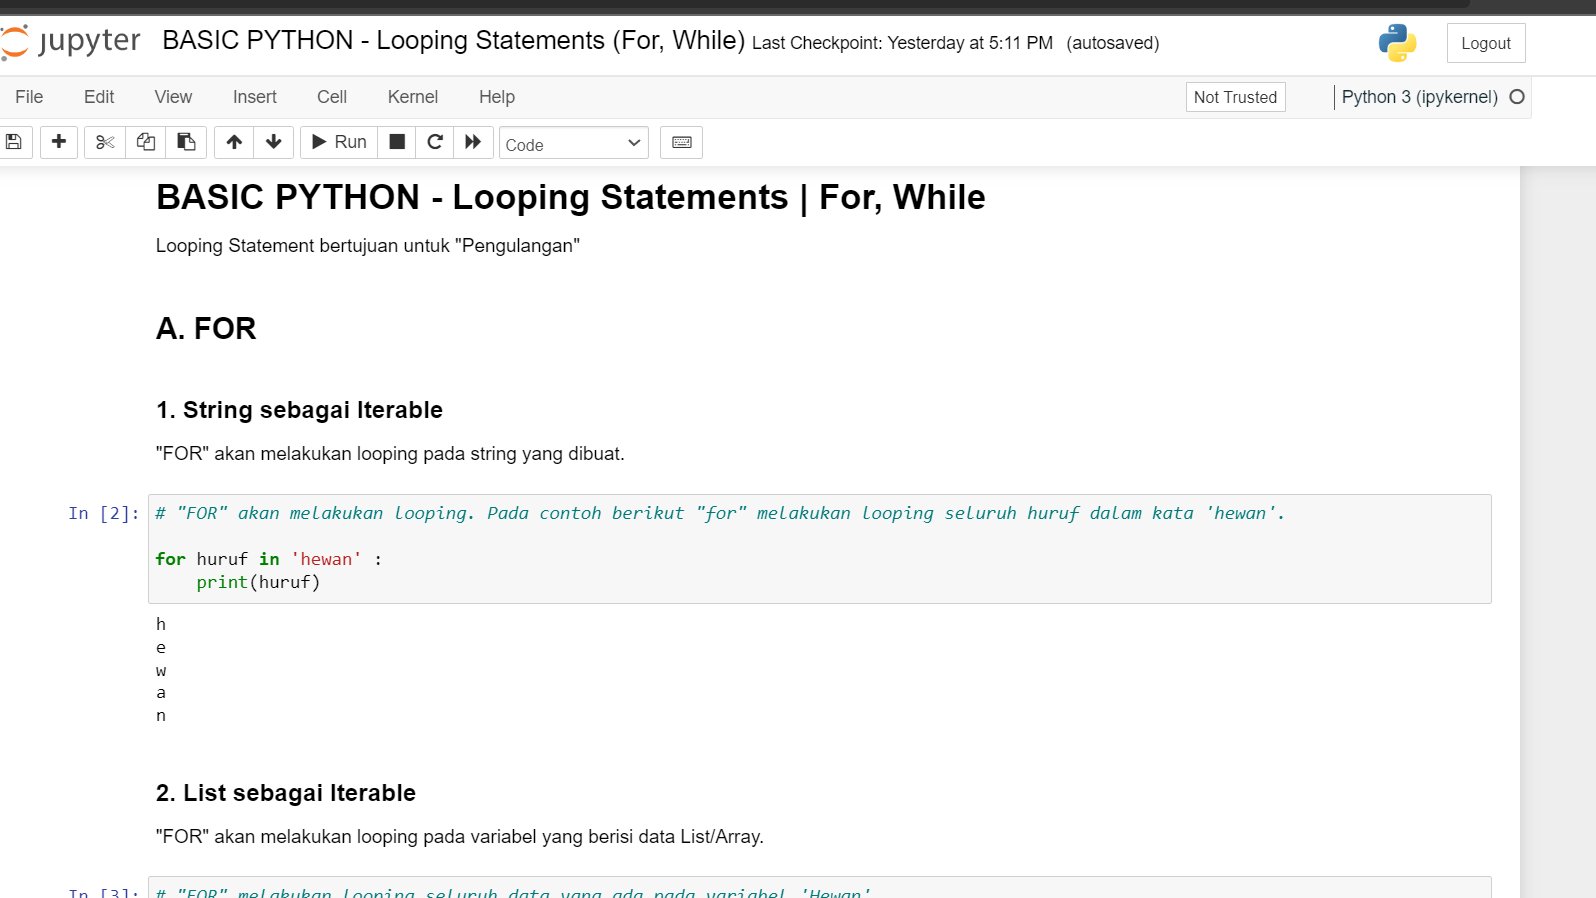 jupyter BASIC PYTHON - Looping Statements (For, While) Last Checkpoint: Yesterday at 5:11 PM (autosaved) Logout
File Edit View Insert Cell Kernel Help Not Trusted Python 3 (ipykernel)
Run Code
BASIC PYTHON - Looping Statements | For, While
Looping Statement bertujuan untuk "Pengulangan"
A. FOR
1. String sebagai Iterable
"FOR" akan melakukan looping pada string yang dibuat.
In [2]: # "FOR" akan melakukan looping. Pada contoh berikut "for" melakukan looping seluruh huruf dalam kata 'hewan'.
for huruf in 'hewan' :
print(huruf)
h
e
w
a
n
2. List sebagai Iterable
"FOR" akan melakukan looping pada variabel yang berisi data List/Array.
In [3]: # "FOR" melakukan looping seluruh data yang ada pada variabel 'Hewan'